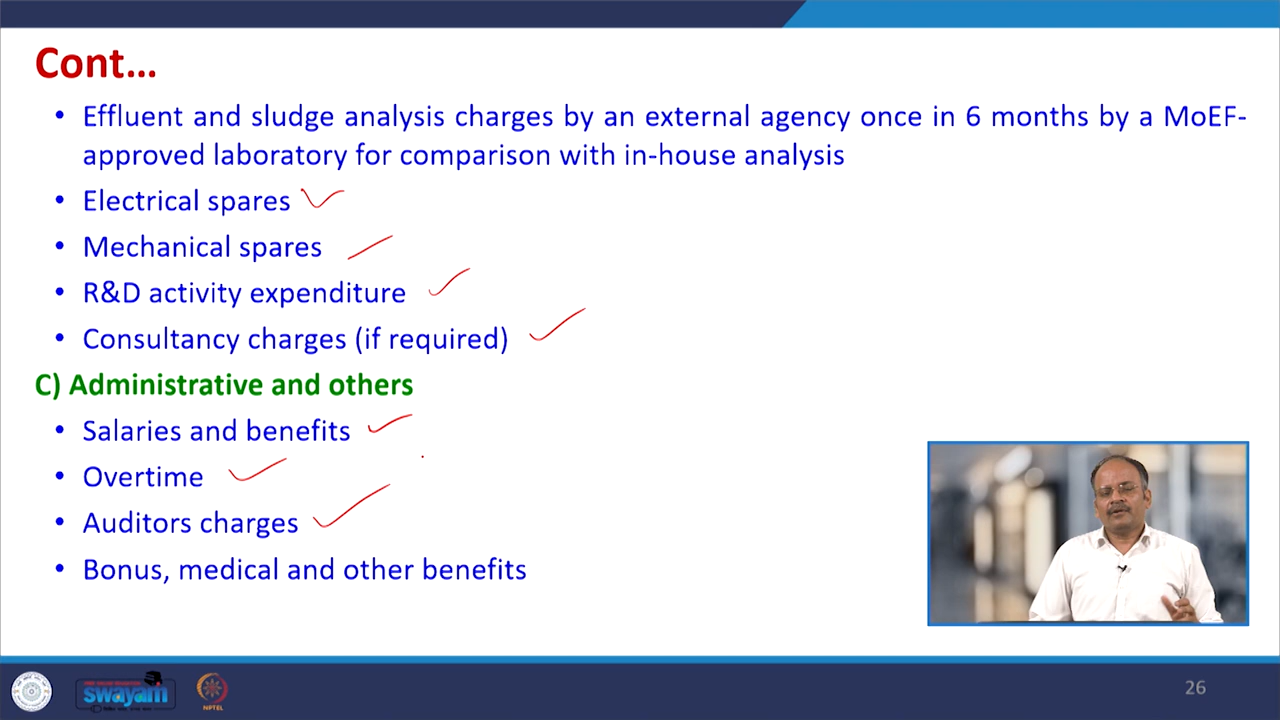 Cont...
• Effluent and sludge analysis charges by an external agency once in 6 months by a MoEF-
approved laboratory for comparison with in-house analysis
• Electrical spares
• Mechanical spares
• R&D activity expenditure
• Consultancy charges (if required)
C) Administrative and others
• Salaries and benefits
• Overtime
• Auditors charges
• Bonus, medical and other benefits
swayam
NPTEL
26